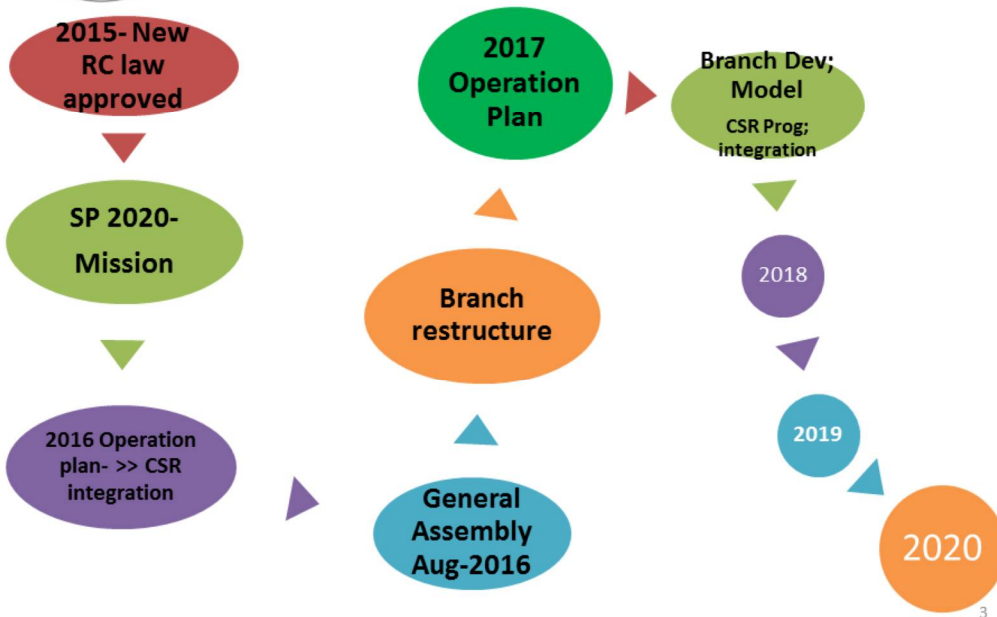 2015- New
RC law
approved
SP 2020-
Mission
2016 Operation
plan- >> CSR
integration
General
Assembly
Aug-2016
Branch
restructure
2017
Operation
Plan
Branch Dev;
Model
CSR Prog;
integration
2018
2019
2020
3